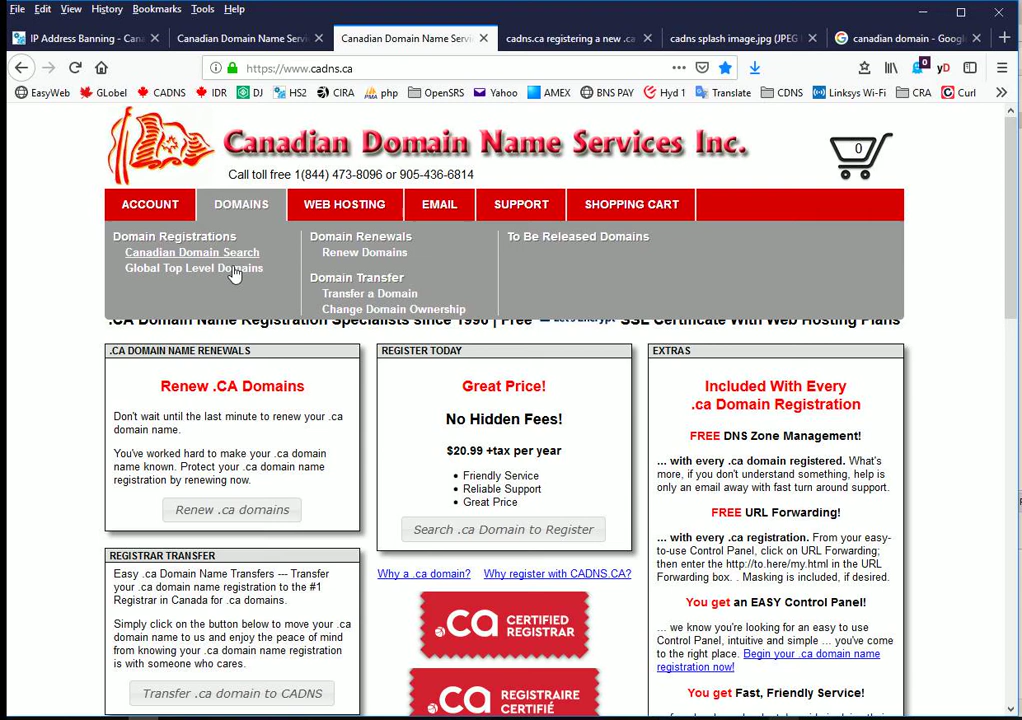 File Edit View History Bookmarks Tools Help
IP Address Banning - Can
Canadian Domain Name Servi
Canadian Domain Name Servi
cadns.ca registering a new .ca
cadns splash image.jpg (JPEG
canadian domain - Goog
https://www.cadns.ca
0 yD
EasyWeb GLobel CADNS IDR DJ HS2 CIRA php OpenSRS Yahoo AMEX BNS PAY Hyd 1 Translate CDNS Linksys Wi-Fi CRA Curl
Canadian Domain Name Services Inc.
0
Call toll free 1(844) 473-8096 or 905-436-6814
ACCOUNT DOMAINS WEB HOSTING EMAIL SUPPORT SHOPPING CART
Domain Registrations
Canadian Domain Search
Global Top Level Domains
Domain Renewals
Renew Domains
Domain Transfer
Transfer a Domain
Change Domain Ownership
To Be Released Domains
.CA Domain Name Registration Specialists since 1990 | Free Let's Encrypt SSL Certificate With Web Hosting Plans
.CA DOMAIN NAME RENEWALS
Renew .CA Domains
Don't wait until the last minute to renew your .ca
domain name.
You've worked hard to make your .ca domain
name known. Protect your .ca domain name
registration by renewing now.
Renew .ca domains
REGISTRAR TRANSFER
Easy .ca Domain Name Transfers --- Transfer
your .ca domain name registration to the #1
Registrar in Canada for .ca domains.
Simply click on the button below to move your .ca
domain name to us and enjoy the peace of mind
from knowing your .ca domain name registration
is with someone who cares.
Transfer .ca domain to CADNS
REGISTER TODAY
Great Price!
No Hidden Fees!
$20.99 +tax per year
Friendly Service
Reliable Support
Great Price
Search .ca Domain to Register
Why a .ca domain? Why register with CADNS.CA?
.ca CERTIFIED
REGISTRAR
.ca REGISTRAIRE
CERTIFIÉ
EXTRAS
Included With Every
.ca Domain Registration
FREE DNS Zone Management!
... with every .ca domain registered. What's
more, if you don't understand something, help is
only an email away with fast turn around support.
FREE URL Forwarding!
... with every .ca registration. From your easy-
to-use Control Panel, click on URL Forwarding;
then enter the http://to.here/my.html in the URL
Forwarding box. . Masking is included, if desired.
You get an EASY Control Panel!
... we know you're looking for an easy to use
Control Panel, intuitive and simple ... you've come
to the right place. Begin your .ca domain name
registration now!
You get Fast, Friendly Service!